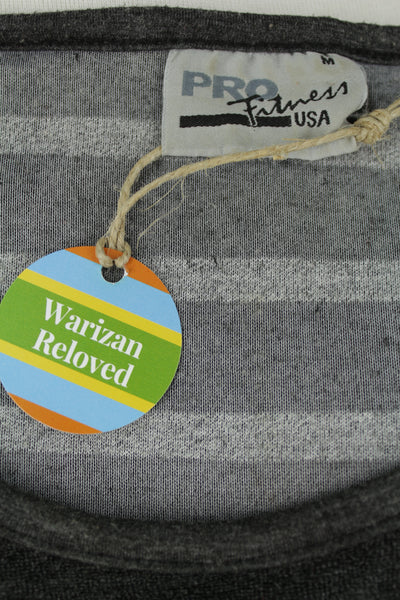 M
PRO
Fitness
USA
Warizan
Reloved